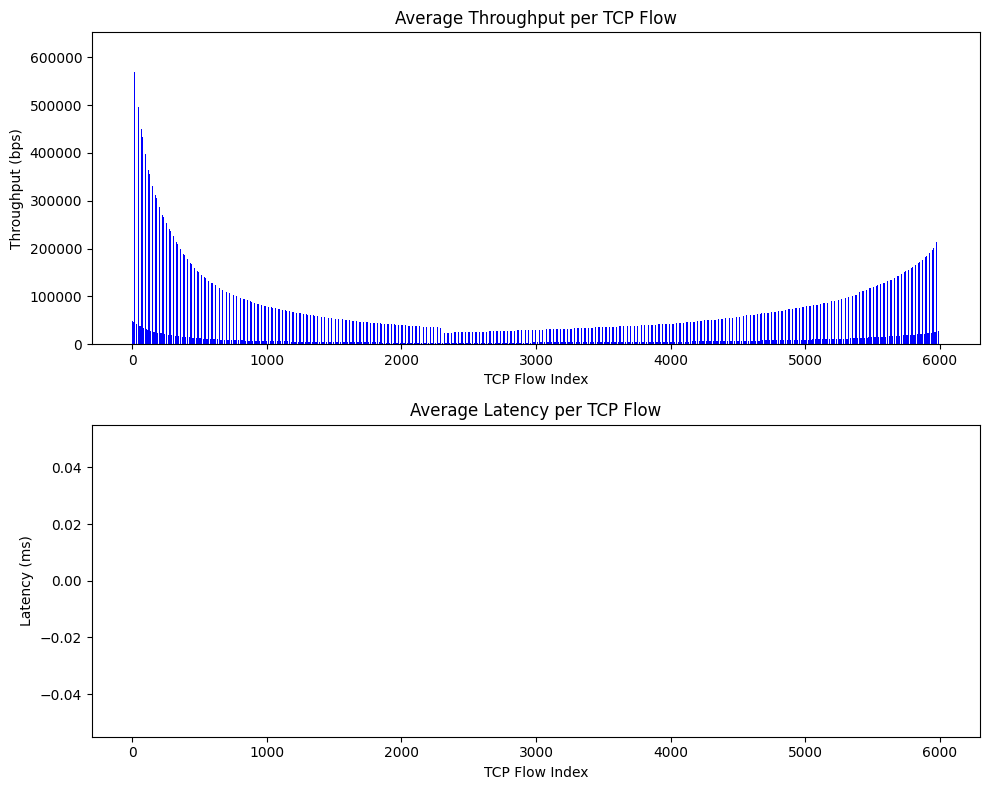 Average Throughput per TCP Flow
Throughput (bps)
600000
500000
400000
300000
200000
100000
0
0 1000 2000 3000 4000 5000 6000
TCP Flow Index
Average Latency per TCP Flow
Latency (ms)
0.04
0.02
0.00
−0.02
−0.04
0 1000 2000 3000 4000 5000 6000
TCP Flow Index